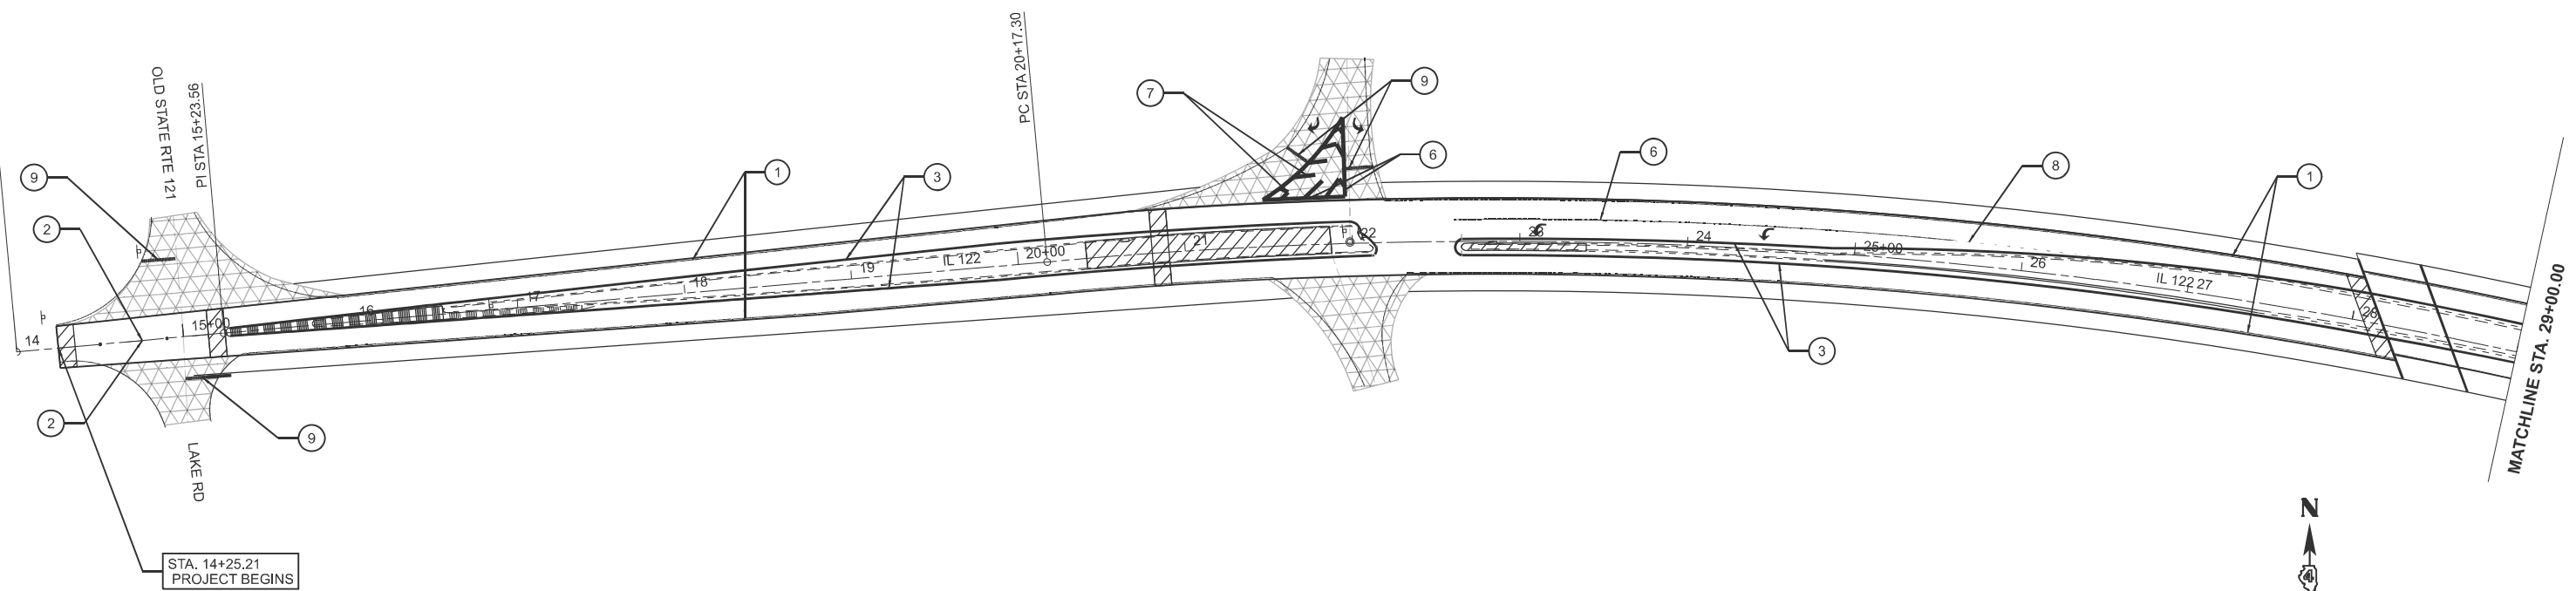 PC STA 20+17.30
OLD STATE RTE 121
PI STA 15+23.56
7
9
9
1
3
6
6
8
1
2
14
15+00
16
17
18
19
IL 122
20+00
21
22
23
24
25+00
26
IL 122
27
28
MATCHLINE STA. 29+00.00
3
2
9
LAKE RD
STA. 14+25.21
PROJECT BEGINS
N
4